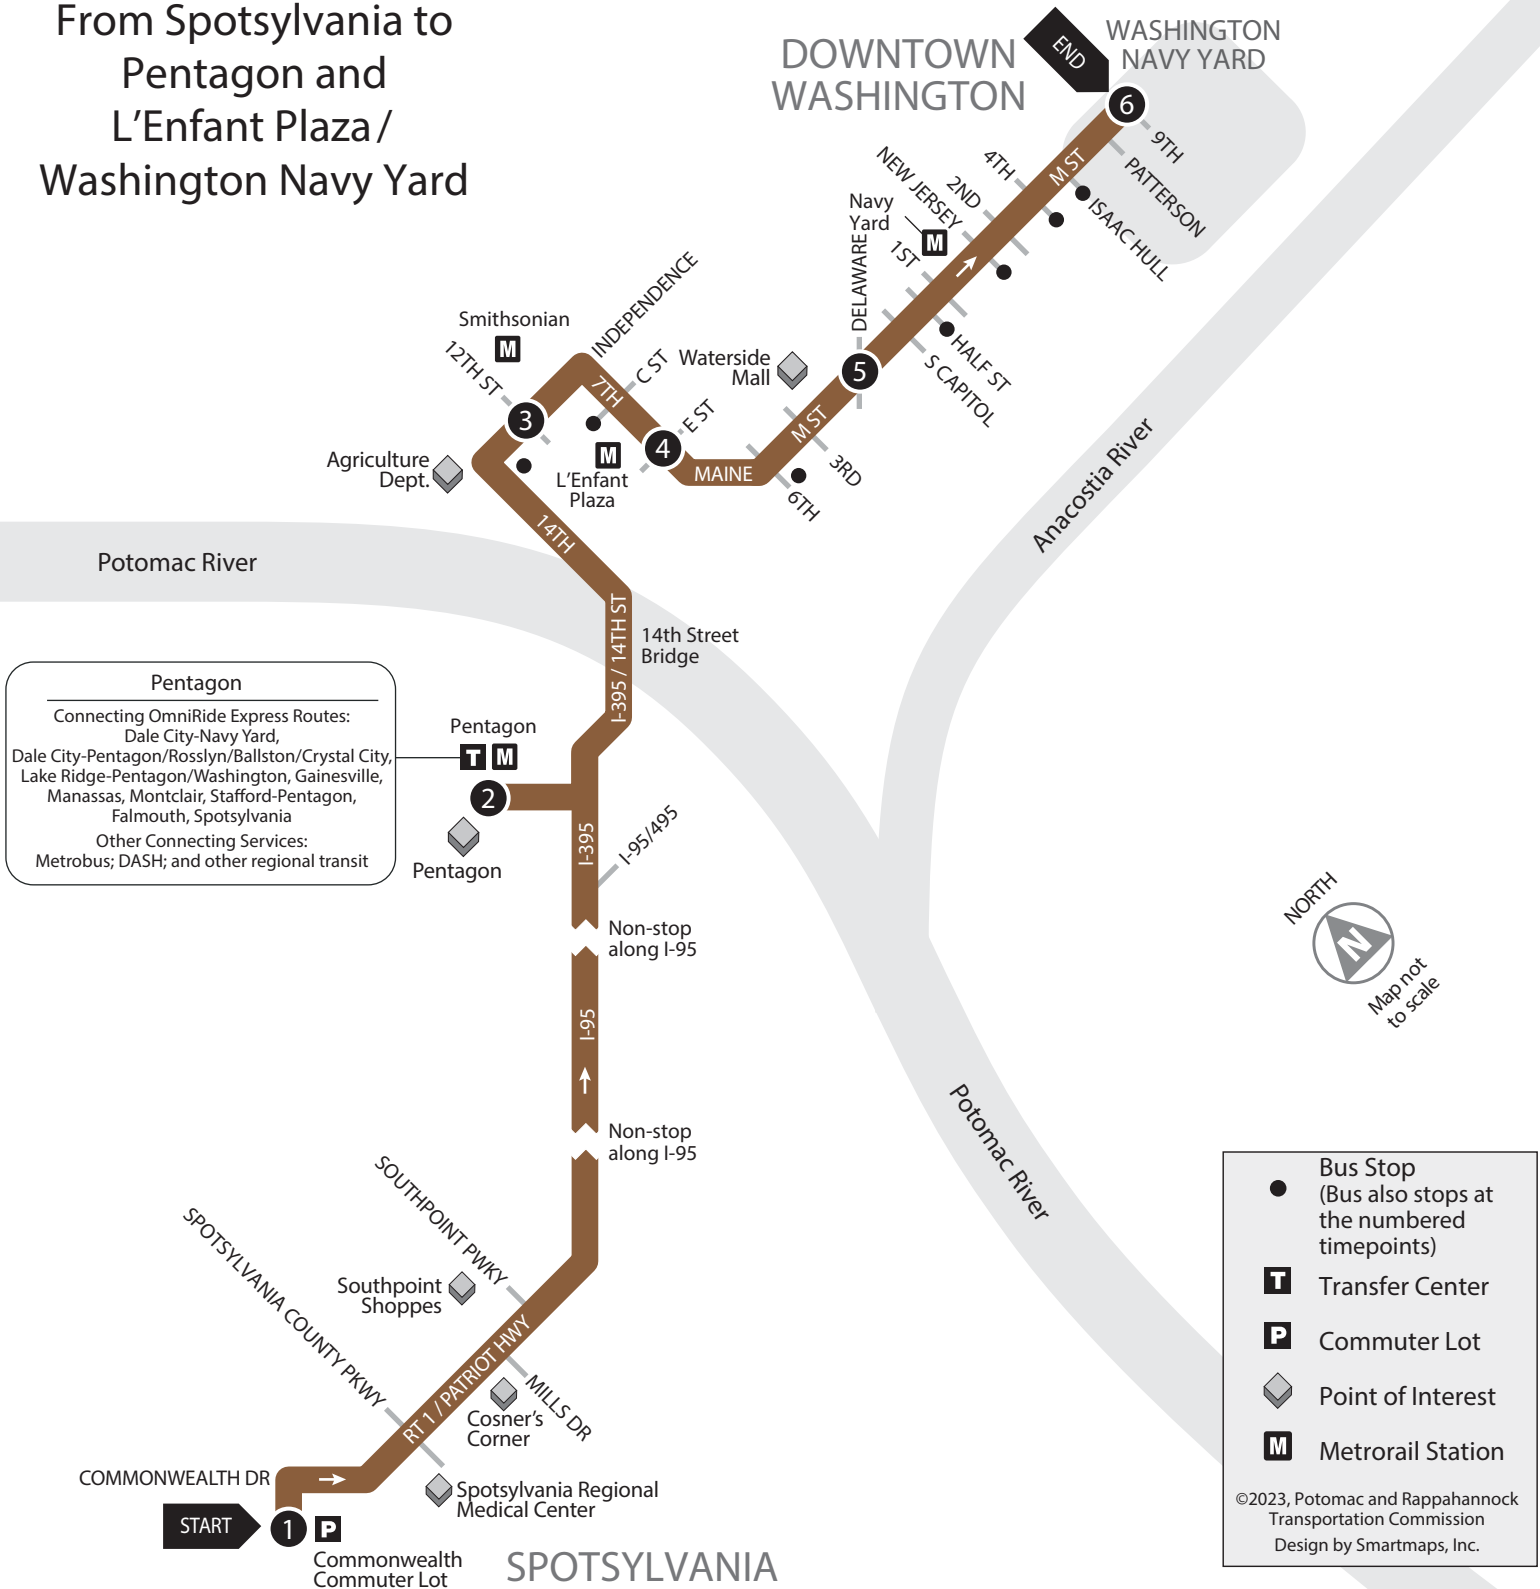 From Spotsylvania to
Pentagon and
L'Enfant Plaza/
Washington Navy Yard
DOWNTOWN
WASHINGTON
END
WASHINGTON
NAVY YARD
6
9TH
PATTERSON
ISAAC HULL
M ST
4TH
2ND
NEW JERSEY
Navy
Yard
M
1ST
DELAWARE
HALF ST
S CAPITOL
5
Waterside
Mall
M ST
3RD
6TH
MAINE
INDEPENDENCE
Smithsonian
M
12TH ST
3
7TH
C ST
E ST
4
M
L'Enfant
Plaza
Agriculture
Dept.
14TH
Potomac River
Anacostia River
I-395 / 14TH ST
14th Street
Bridge
Pentagon
Connecting OmniRide Express Routes:
Dale City-Navy Yard,
Dale City-Pentagon/Rosslyn/Ballston/Crystal City,
Lake Ridge-Pentagon/Washington, Gainesville,
Manassas, Montclair, Stafford-Pentagon,
Falmouth, Spotsylvania
Other Connecting Services:
Metrobus; DASH; and other regional transit
Pentagon
T M
2
Pentagon
I-395
I-95/495
Non-stop
along I-95
I-95
Non-stop
along I-95
NORTH
N
Map not
to scale
Potomac River
SOUTHPOINT PWKY
SPOTSYLVANIA COUNTY PKWY
Southpoint
Shoppes
RT 1 / PATRIOT HWY
MILLS DR
Cosner's
Corner
COMMONWEALTH DR
Spotsylvania Regional
Medical Center
START
1
P
Commonwealth
Commuter Lot
SPOTSYLVANIA
Bus Stop
(Bus also stops at
the numbered
timepoints)
T Transfer Center
P Commuter Lot
Point of Interest
M Metrorail Station
©2023, Potomac and Rappahannock
Transportation Commission
Design by Smartmaps, Inc.